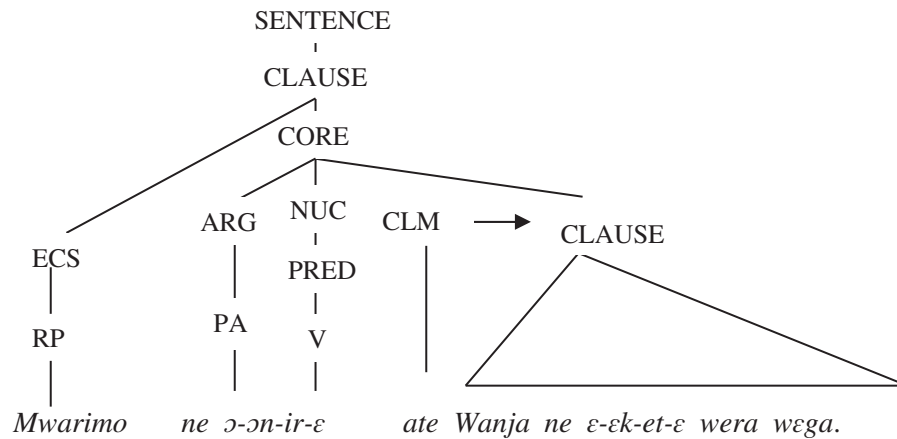 SENTENCE
CLAUSE
CORE
ARG NUC CLM CLAUSE
ECS PRED
RP PA V
Mwarimo ne ɔ-ɔn-ir-ɛ ate Wanja ne ɛ-ɛk-et-ɛ wera wɛga.